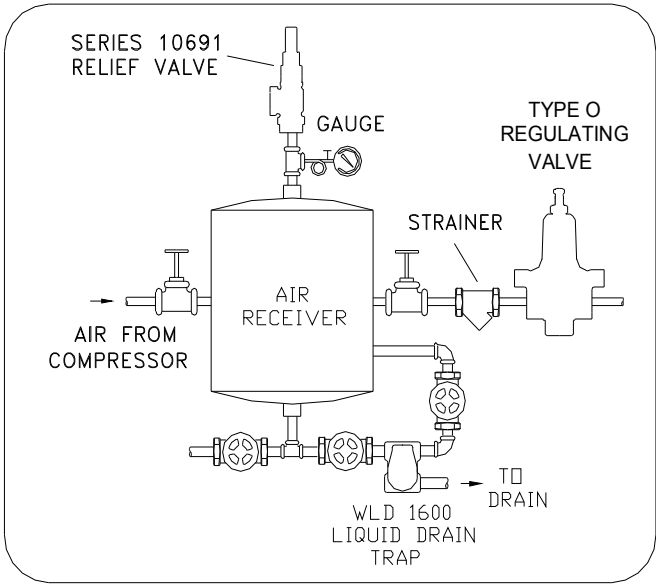 SERIES 10691
RELIEF VALVE
GAUGE
TYPE O
REGULATING
VALVE
STRAINER
AIR
RECEIVER
AIR FROM
COMPRESSOR
TO
DRAIN
WLD 1600
LIQUID DRAIN
TRAP